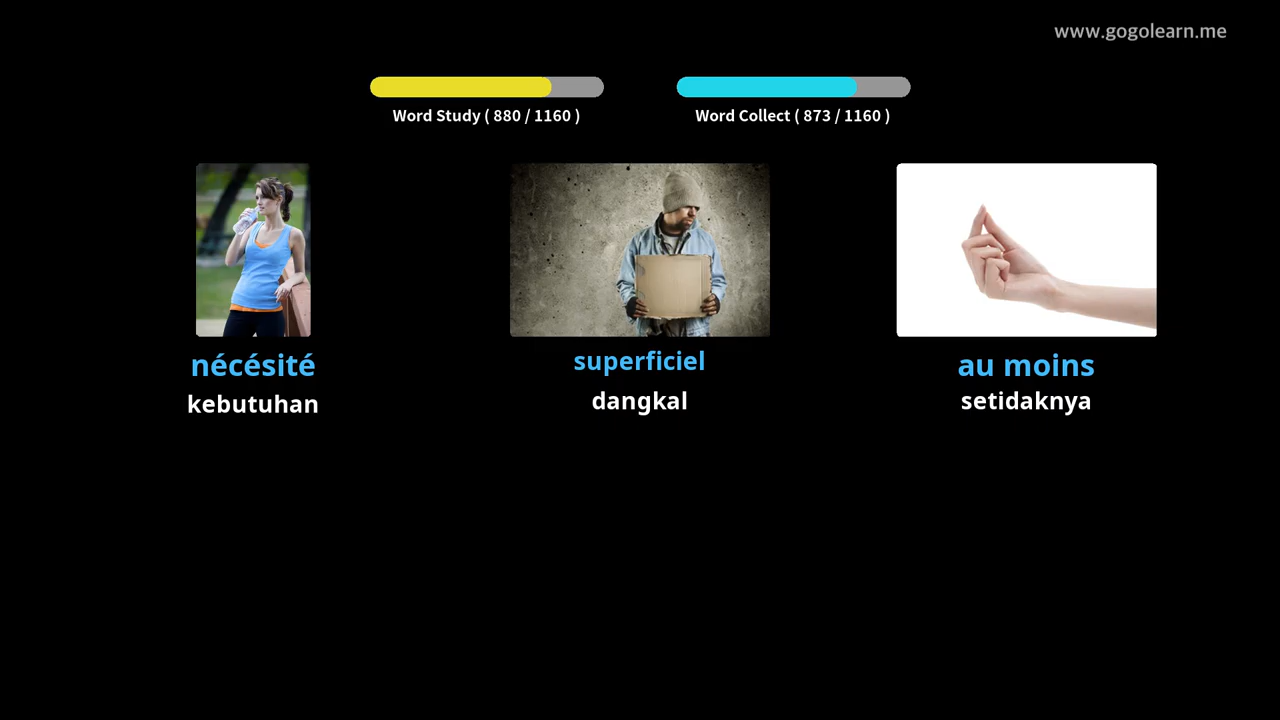 www.gogolearn.me
Word Study ( 880 / 1160 )
Word Collect ( 873 / 1160 )
nécésité
kebutuhan
superficiel
dangkal
au moins
setidaknya